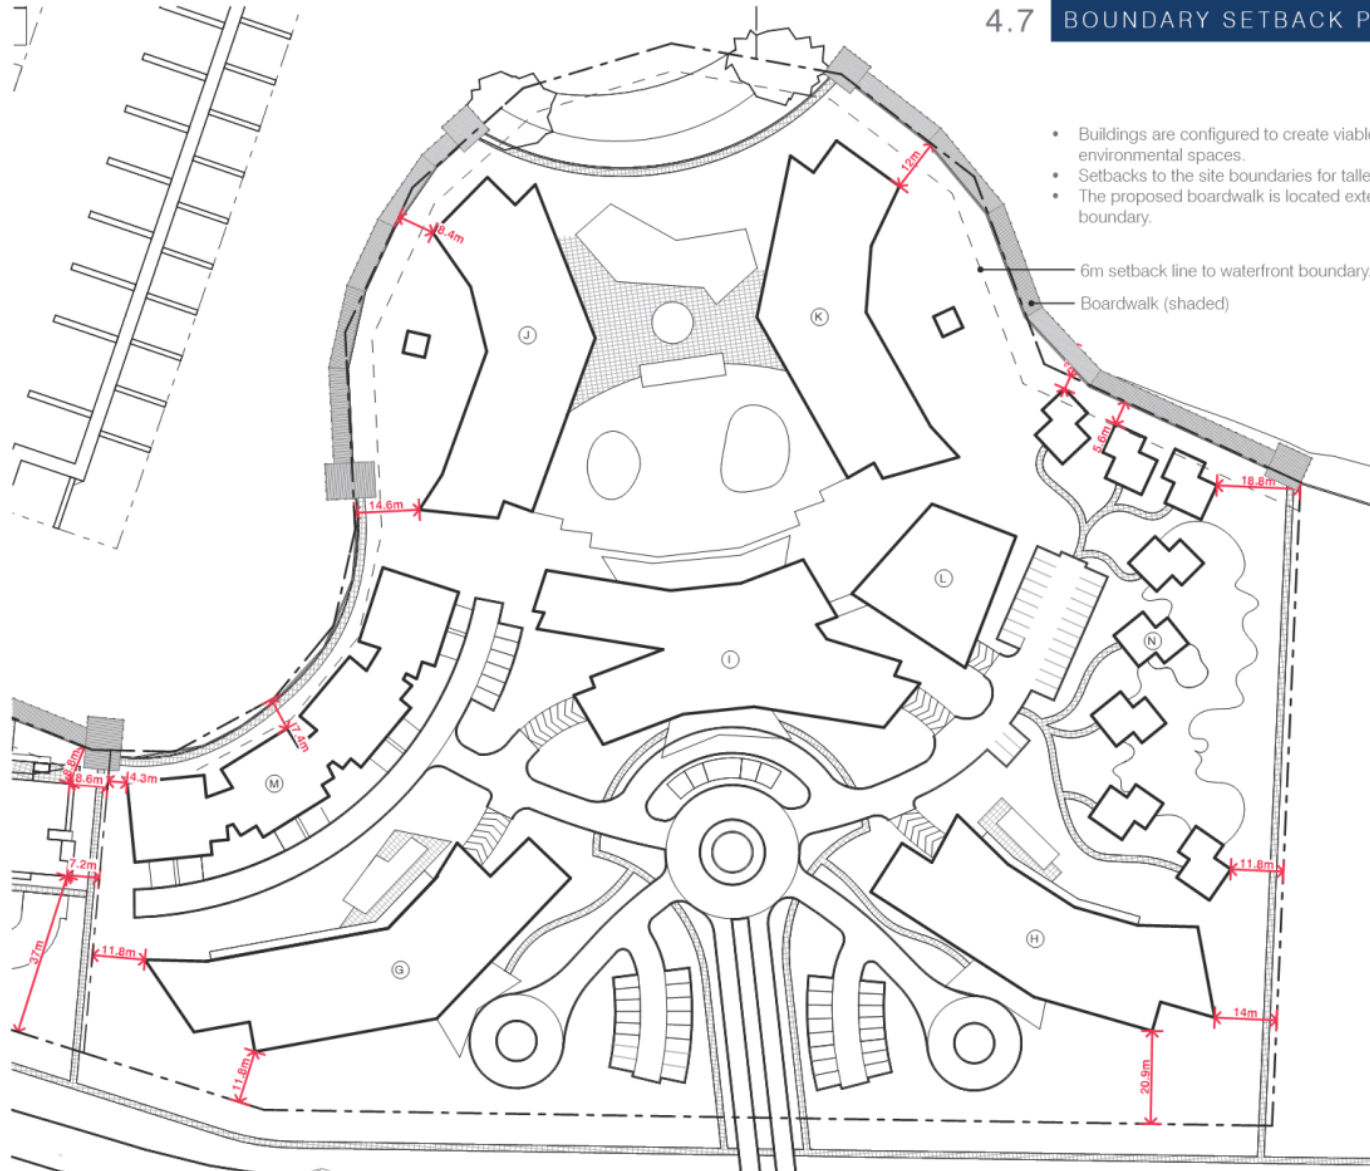 4.7 BOUNDARY SETBACK P
• Buildings are configured to create viable
environmental spaces.
• Setbacks to the site boundaries for talle
• The proposed boardwalk is located exte
boundary.
6m setback line to waterfront boundary.
Boardwalk (shaded)
12m
8.4m
J
K
5.6m
18.8m
14.6m
L
N
I
7.4m
8.8m
8.6m
4.3m
M
7.2m
11.8m
37m
11.8m
G
H
14m
11.8m
20.9m